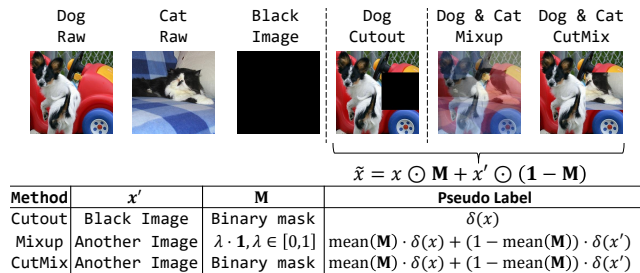 Dog Raw
Cat Raw
Black Image
Dog Cutout
Dog & Cat Mixup
Dog & Cat CutMix
x̃ = x ⊙ M + x′ ⊙ (1 − M)
Method x′ M Pseudo Label
Cutout Black Image Binary mask δ(x)
Mixup Another Image λ · 1, λ ∈ [0,1] mean(M) · δ(x) + (1 − mean(M)) · δ(x′)
CutMix Another Image Binary mask mean(M) · δ(x) + (1 − mean(M)) · δ(x′)